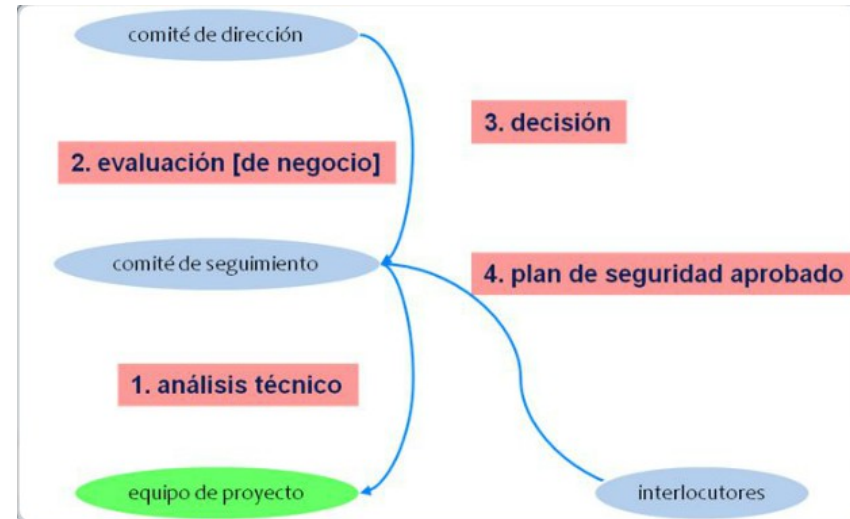 comité de dirección
3. decisión
2. evaluación [de negocio]
comité de seguimiento
4. plan de seguridad aprobado
1. análisis técnico
equipo de proyecto
interlocutores